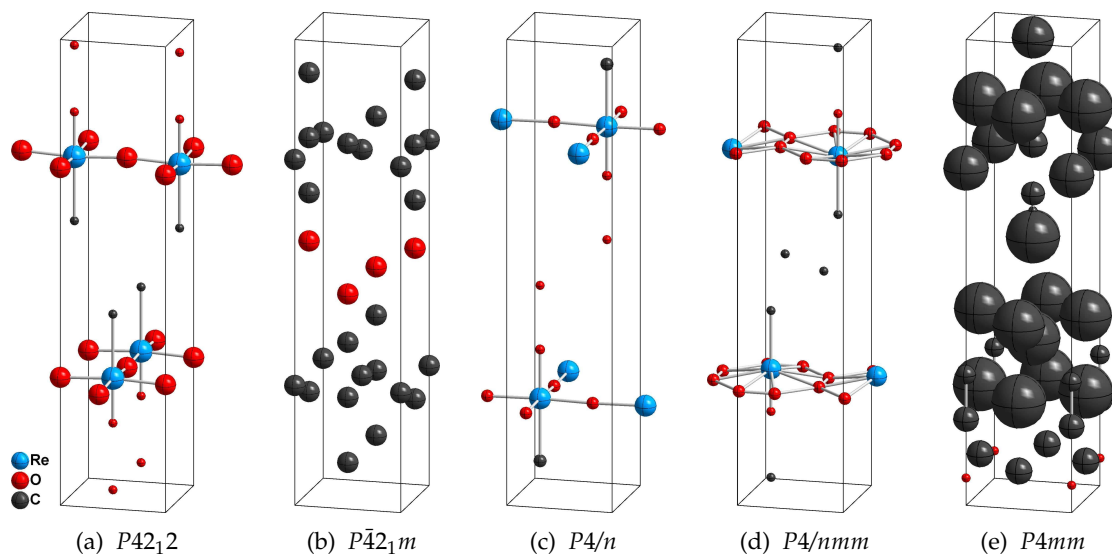 Re
O
C
(a) P42₁2
(b) P4̄2₁m
(c) P4/n
(d) P4/nmm
(e) P4mm